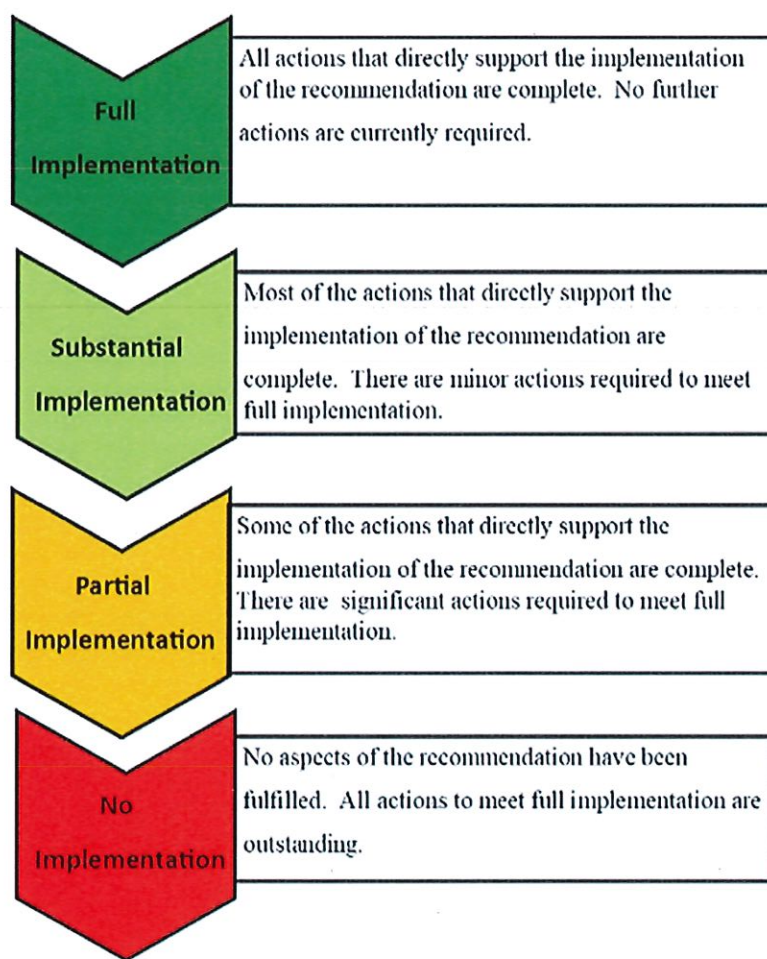 Full
Implementation
All actions that directly support the implementation
of the recommendation are complete.  No further
actions are currently required.
Substantial
Implementation
Most of the actions that directly support the
implementation of the recommendation are
complete.  There are minor actions required to meet
full implementation.
Partial
Implementation
Some of the actions that directly support the
implementation of the recommendation are complete.
There are  significant actions required to meet full
implementation.
No
Implementation
No aspects of the recommendation have been
fulfilled.  All actions to meet full implementation are
outstanding.